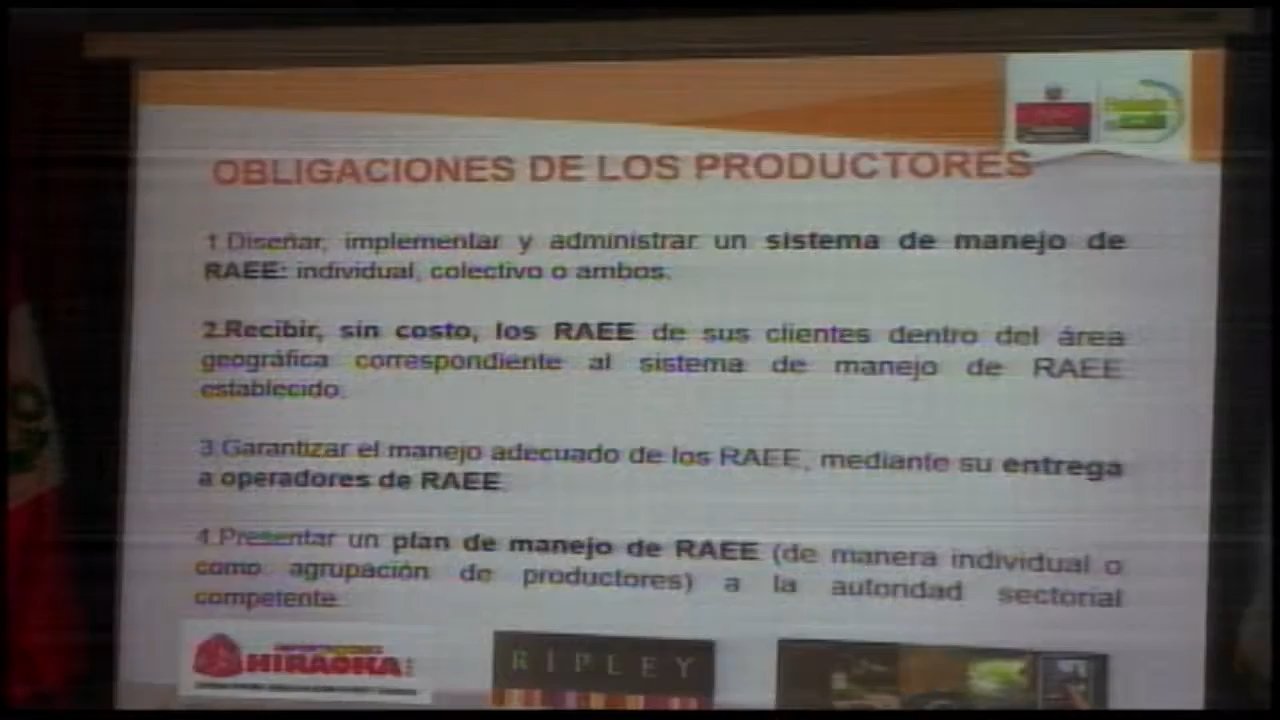 OBLIGACIONES DE LOS PRODUCTORES
1.Diseñar, implementar y administrar un sistema de manejo de
RAEE: individual, colectivo o ambos.
2.Recibir, sin costo, los RAEE de sus clientes dentro del área
geográfica correspondiente al sistema de manejo de RAEE
establecido.
3.Garantizar el manejo adecuado de los RAEE, mediante su entrega
a operadores de RAEE.
4.Presentar un plan de manejo de RAEE (de manera individual o
como agrupación de productores) a la autoridad sectorial
competente.
HIRAOKA
RIPLEY